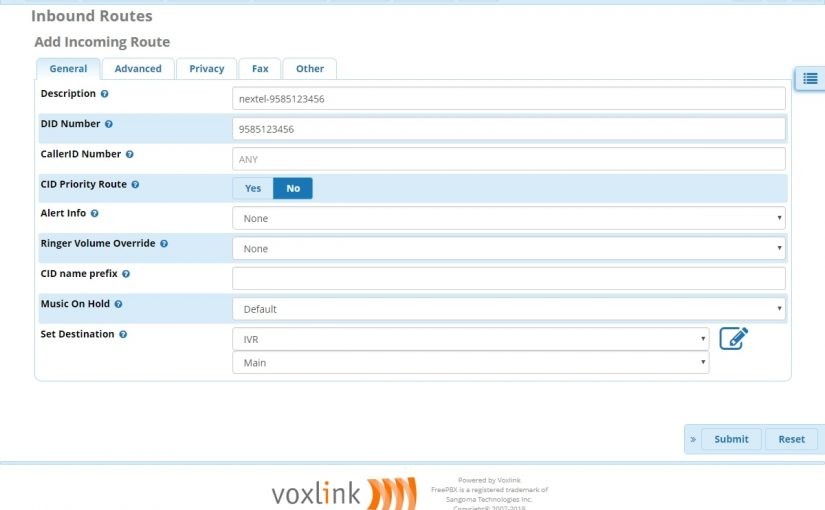 Inbound Routes
Add Incoming Route
General Advanced Privacy Fax Other
Description
nextel-9585123456
DID Number
9585123456
CallerID Number
ANY
CID Priority Route
Yes No
Alert Info
None
Ringer Volume Override
None
CID name prefix
Music On Hold
Default
Set Destination
IVR
Main
» Submit Reset
voxlink
Powered by Voxlink
FreePBX is a registered trademark of
Sangoma Technologies Inc.
Copyright© 2007-2018